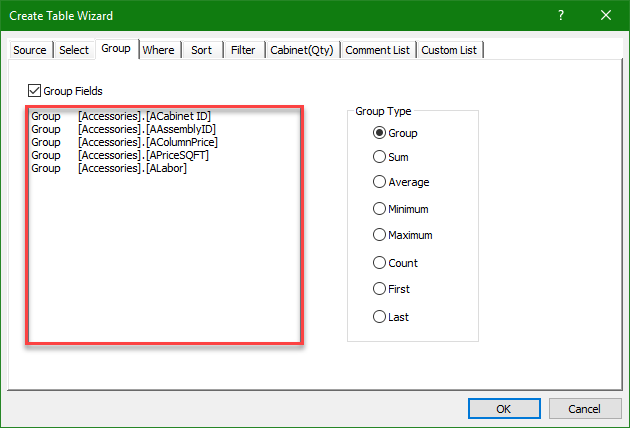 Create Table Wizard ?
Source Select Group Where Sort Filter Cabinet(Qty) Comment List Custom List
Group Fields
Group [Accessories].[ACabinet ID]
Group [Accessories].[AAssemblyID]
Group [Accessories].[AColumnPrice]
Group [Accessories].[APriceSQFT]
Group [Accessories].[ALabor]
Group Type
Group
Sum
Average
Minimum
Maximum
Count
First
Last
OK Cancel